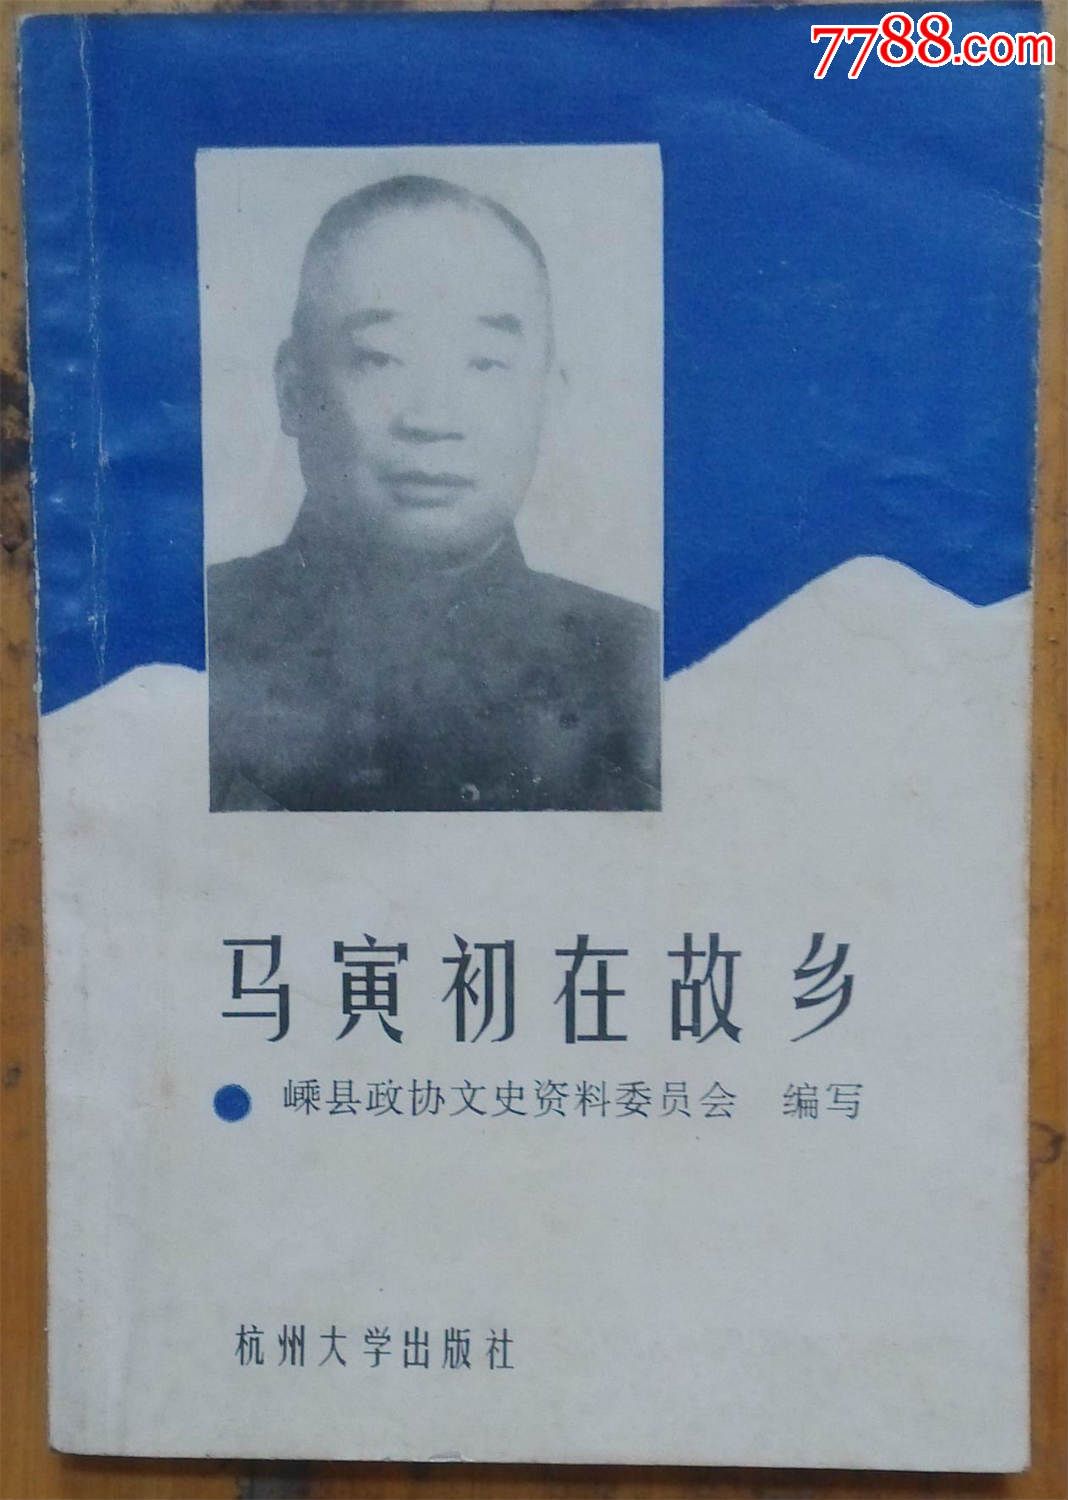 7788.com
马寅初在故乡
嵊县政协文史资料委员会 编写
杭州大学出版社